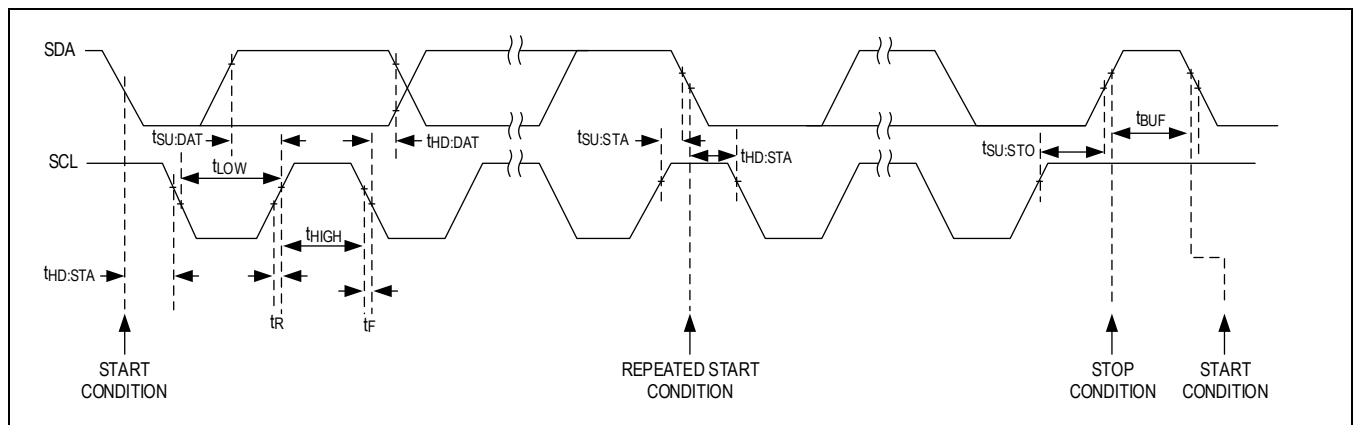 SDA
tSU:DAT
tHD:DAT
tSU:STA
tHD:STA
tSU:STO
tBUF
SCL
tLOW
tHIGH
tHD:STA
tR
tF
START
CONDITION
REPEATED START
CONDITION
STOP
CONDITION
START
CONDITION